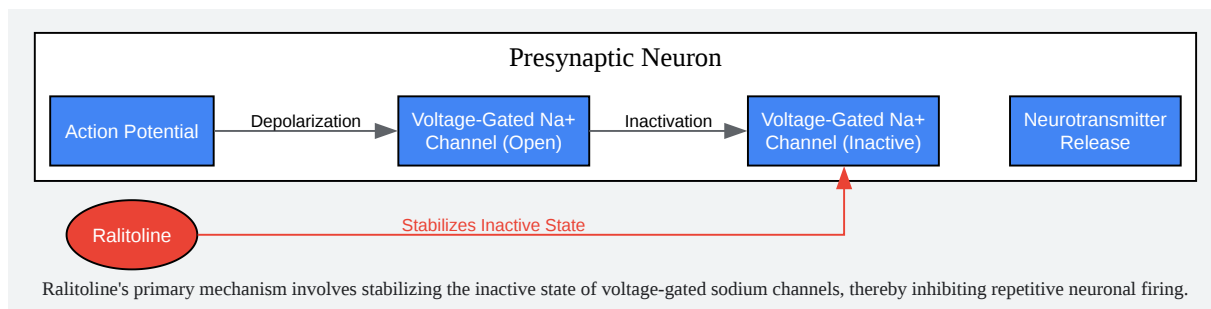 Presynaptic Neuron
Action Potential
Depolarization
Voltage-Gated Na+
Channel (Open)
Inactivation
Voltage-Gated Na+
Channel (Inactive)
Neurotransmitter
Release
Ralitoline
Stabilizes Inactive State
Ralitoline's primary mechanism involves stabilizing the inactive state of voltage-gated sodium channels, thereby inhibiting repetitive neuronal firing.